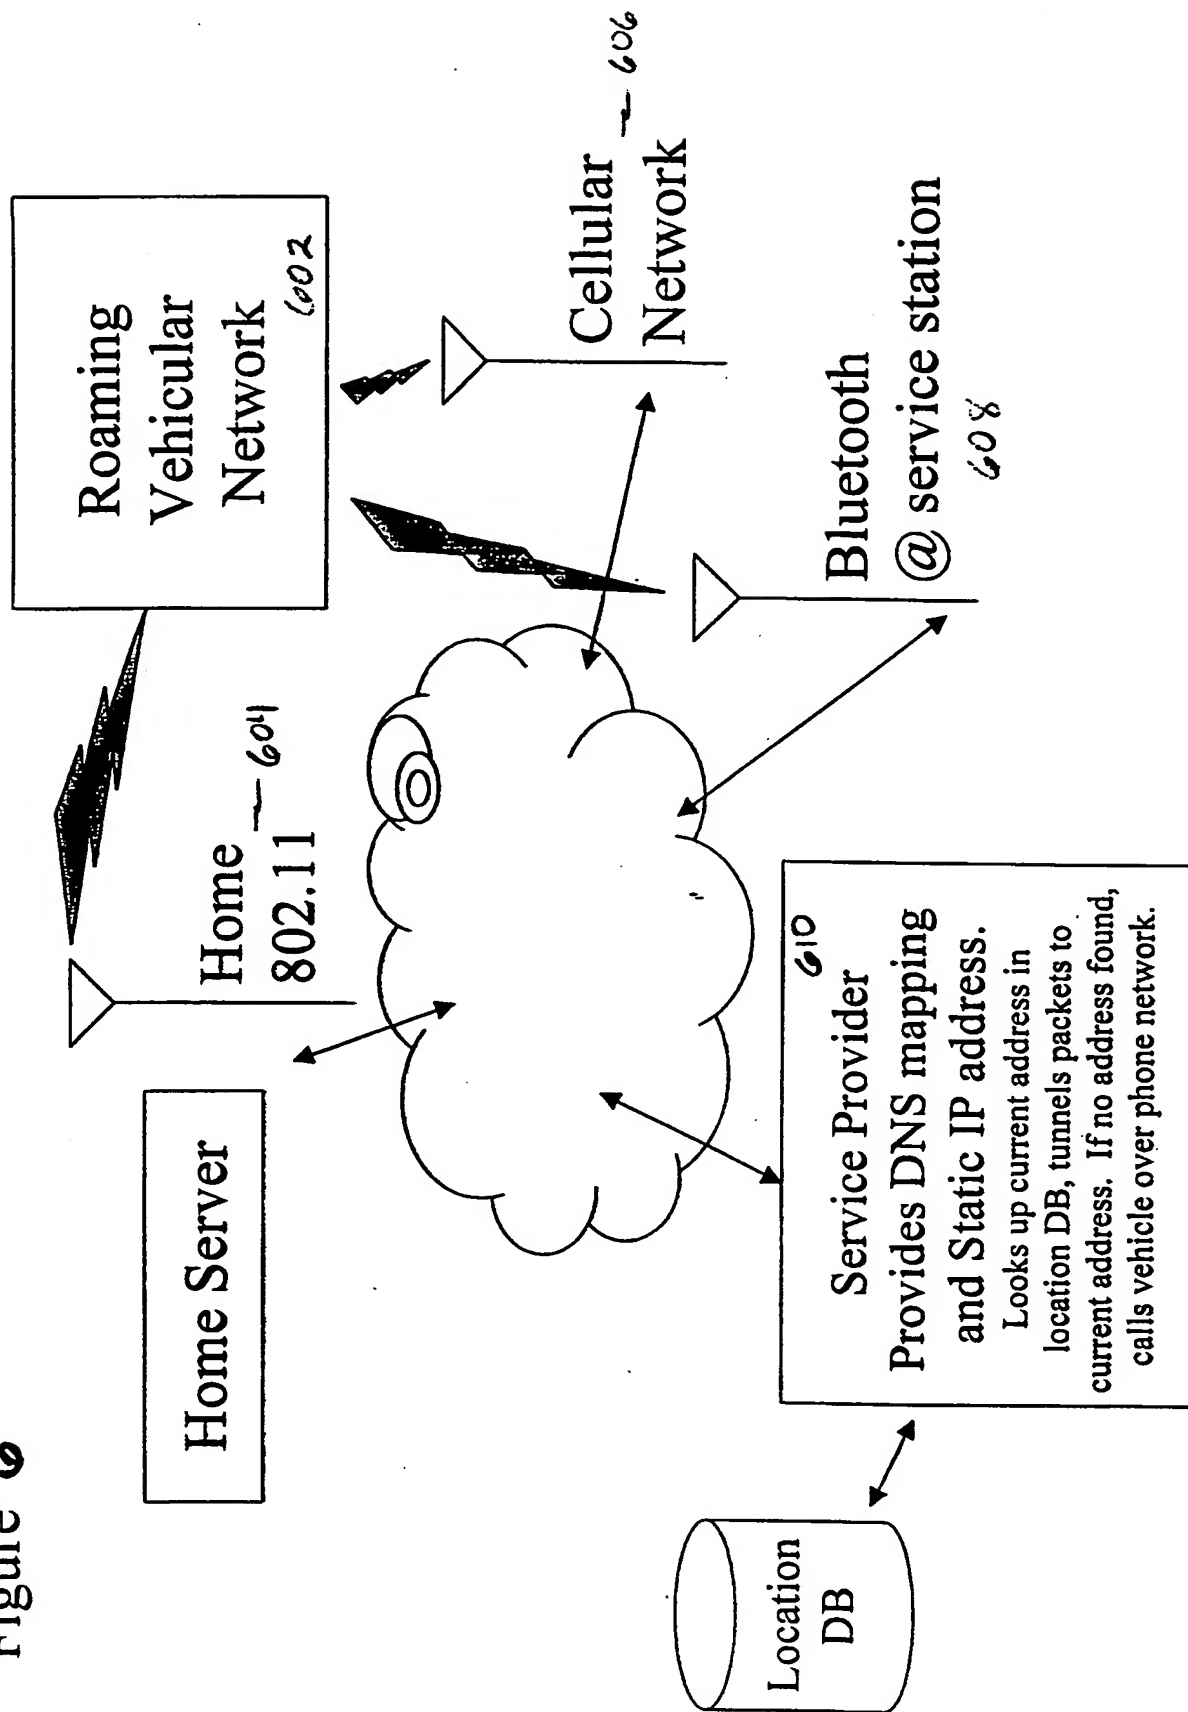 Figure 6
Home Server
Home
802.11
604
Roaming
Vehicular
Network
602
Cellular
Network
606
Bluetooth
@ service station
608
610
Service Provider
Provides DNS mapping
and Static IP address.
Looks up current address in
location DB, tunnels packets to
current address. If no address found,
calls vehicle over phone network.
Location
DB